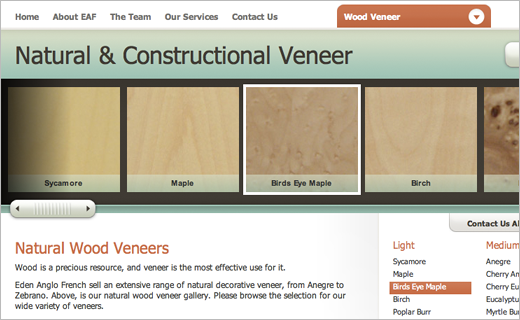 Home About EAF The Team Our Services Contact Us Wood Veneer
Natural & Constructional Veneer
Sycamore Maple Birds Eye Maple Birch
Contact Us
Natural Wood Veneers
Wood is a precious resource, and veneer is the most effective use for it.
Eden Anglo French sell an extensive range of natural decorative veneer, from Anegre to
Zebrano. Above, is our natural wood veneer gallery. Please browse the selection for our
wide variety of veneers.
Light Medium
Sycamore Anegre
Maple Cherry
Birds Eye Maple Cherry
Birch Eucalyptu
Poplar Burr Myrtle Bur